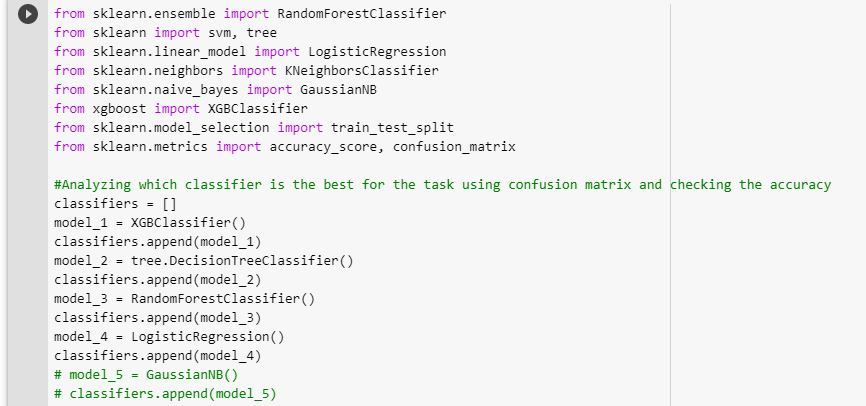 from sklearn.ensemble import RandomForestClassifier
from sklearn import svm, tree
from sklearn.linear_model import LogisticRegression
from sklearn.neighbors import KNeighborsClassifier
from sklearn.naive_bayes import GaussianNB
from xgboost import XGBClassifier
from sklearn.model_selection import train_test_split
from sklearn.metrics import accuracy_score, confusion_matrix

#Analyzing which classifier is the best for the task using confusion matrix and checking the accuracy
classifiers = []
model_1 = XGBClassifier()
classifiers.append(model_1)
model_2 = tree.DecisionTreeClassifier()
classifiers.append(model_2)
model_3 = RandomForestClassifier()
classifiers.append(model_3)
model_4 = LogisticRegression()
classifiers.append(model_4)
# model_5 = GaussianNB()
# classifiers.append(model_5)